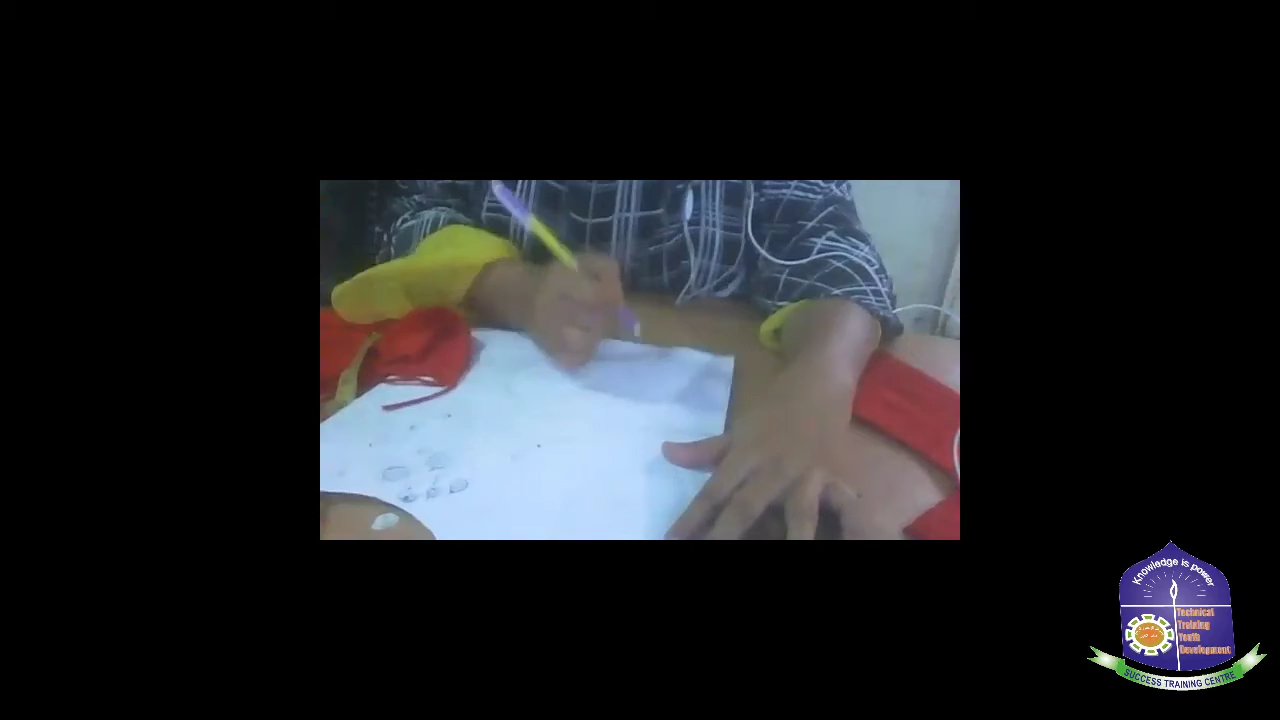 Knowledge is power
Technical
Training
Youth
Development
SUCCESS TRAINING CENTRE